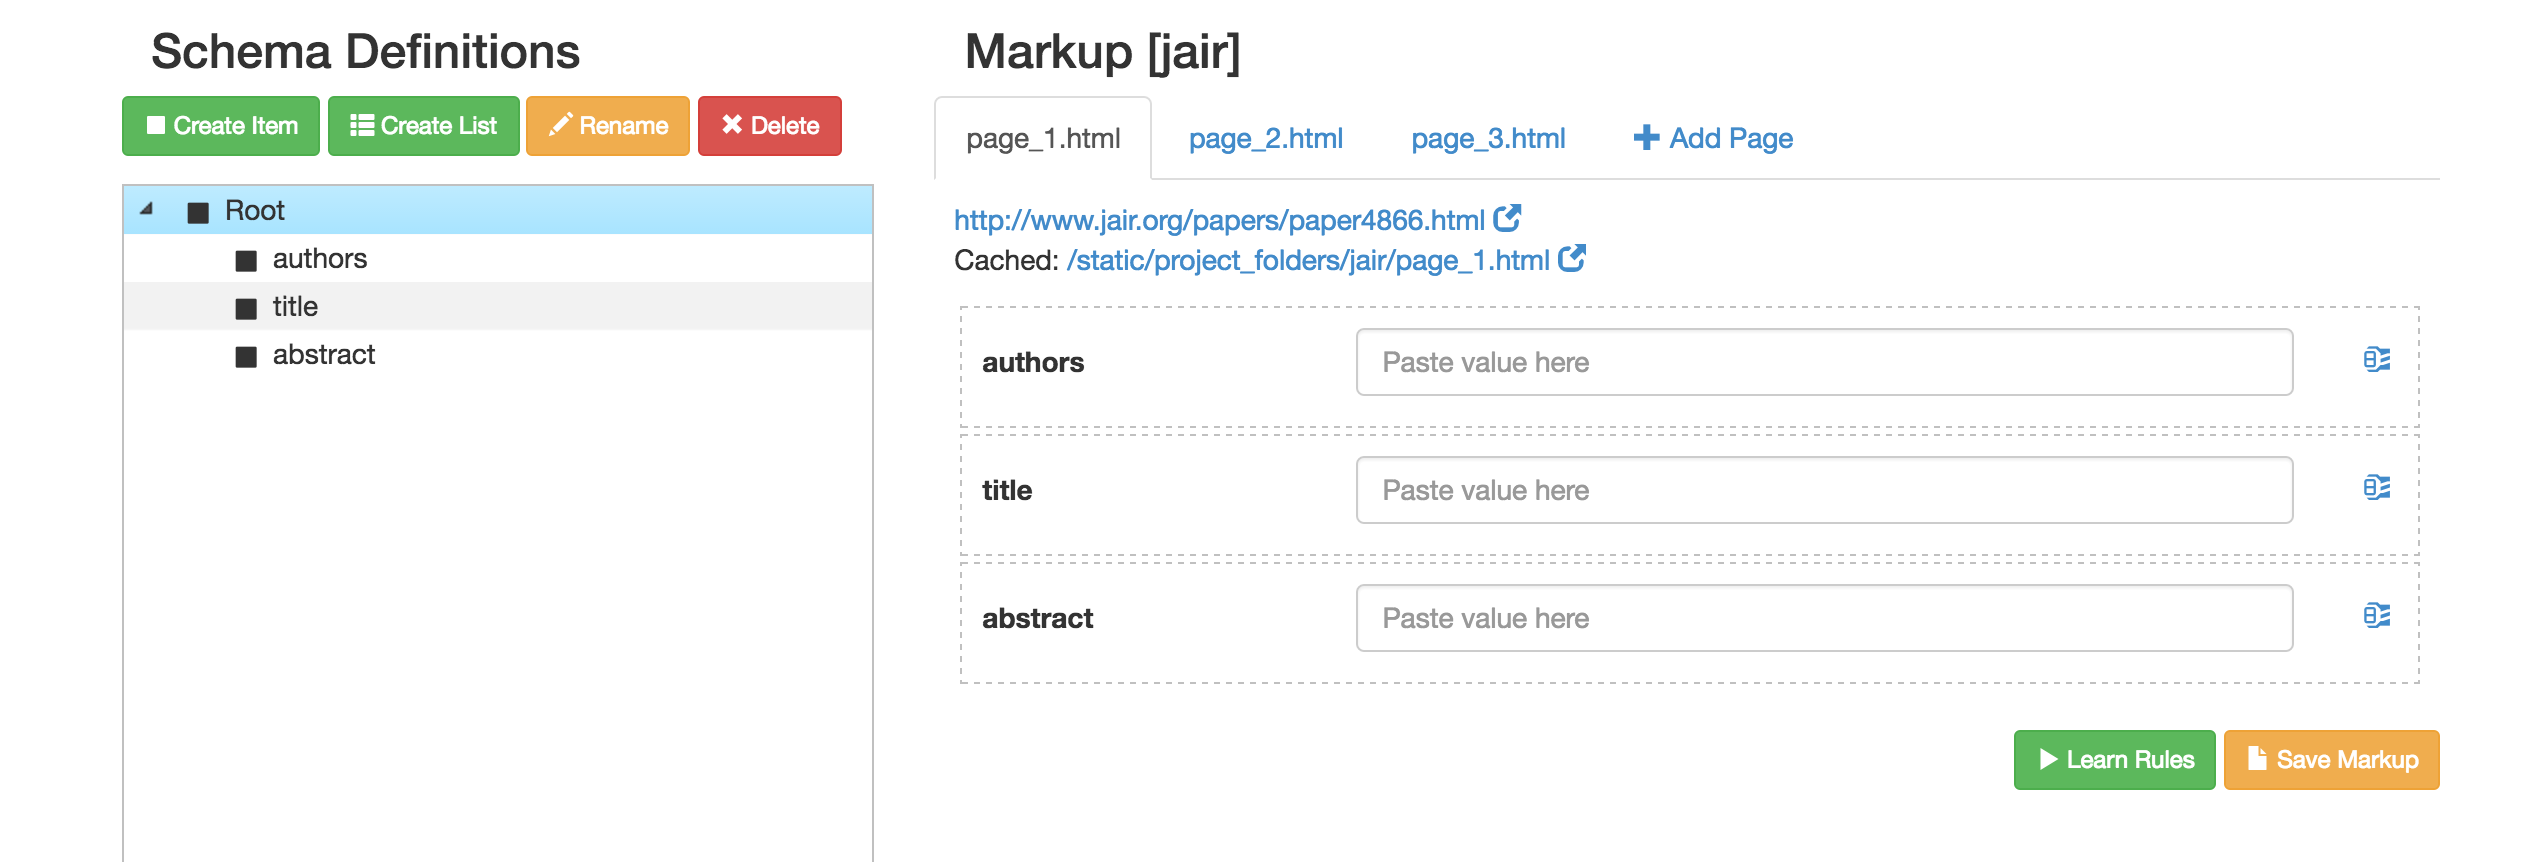 Schema Definitions
Create Item Create List Rename Delete
Root
authors
title
abstract
Markup [jair]
page_1.html page_2.html page_3.html Add Page
http://www.jair.org/papers/paper4866.html
Cached: /static/project_folders/jair/page_1.html
authors Paste value here
title Paste value here
abstract Paste value here
Learn Rules Save Markup